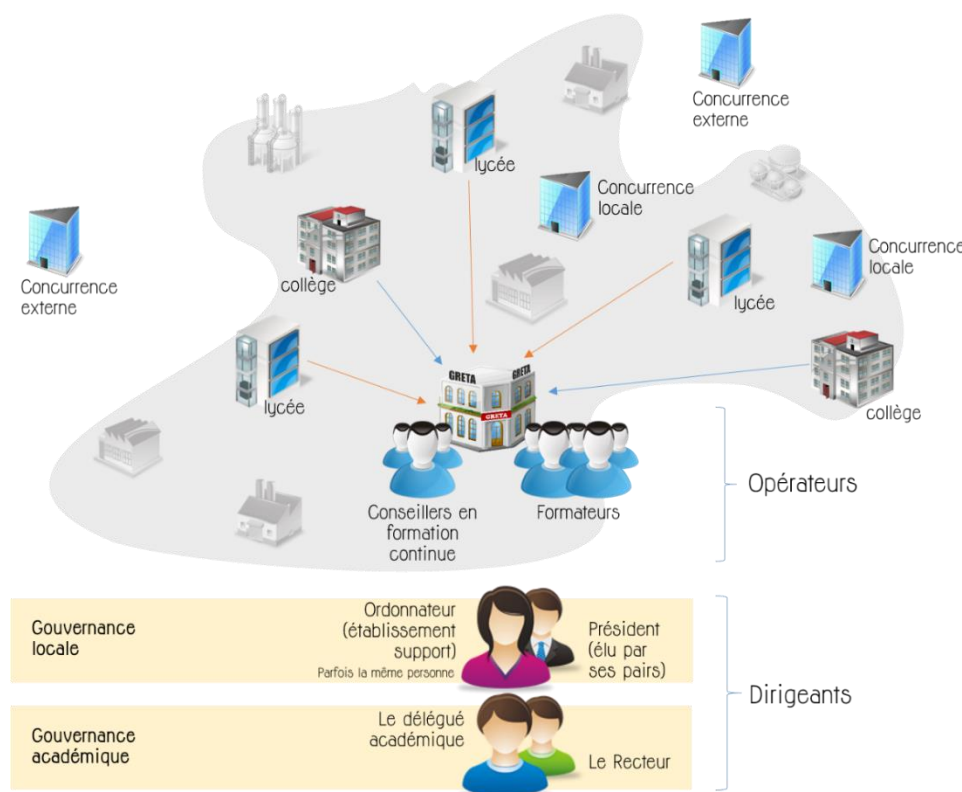 Concurrence
externe
lycée
Concurrence
locale
Concurrence
locale
Concurrence
externe
collège
lycée
lycée
GRETA
GRETA
GRETA
collège
Conseillers en
formation
continue
Formateurs
Opérateurs
Gouvernance
locale
Ordonnateur
(établissement
support)
Parfois la même personne
Président
(élu par
ses pairs)
Dirigeants
Gouvernance
académique
Le délégué
académique
Le Recteur